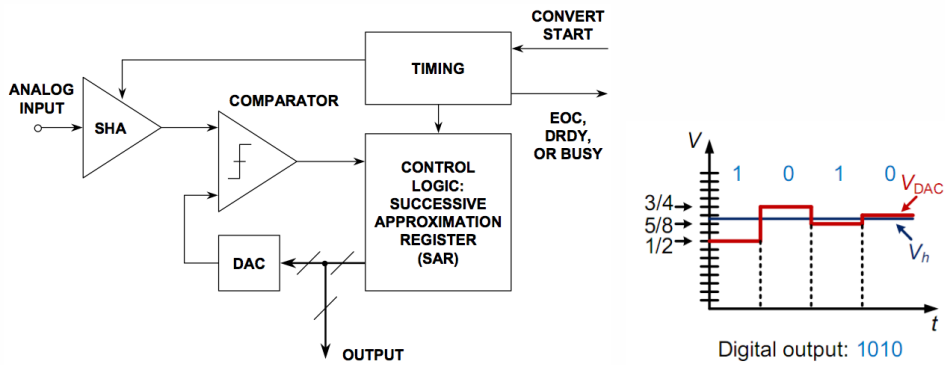 CONVERT
START
TIMING
ANALOG
INPUT
SHA
COMPARATOR
EOC,
DRDY,
OR BUSY
CONTROL
LOGIC:
SUCCESSIVE
APPROXIMATION
REGISTER
(SAR)
DAC
OUTPUT
V
1 0 1 0
V_DAC
3/4
5/8
1/2
V_h
t
Digital output: 1010